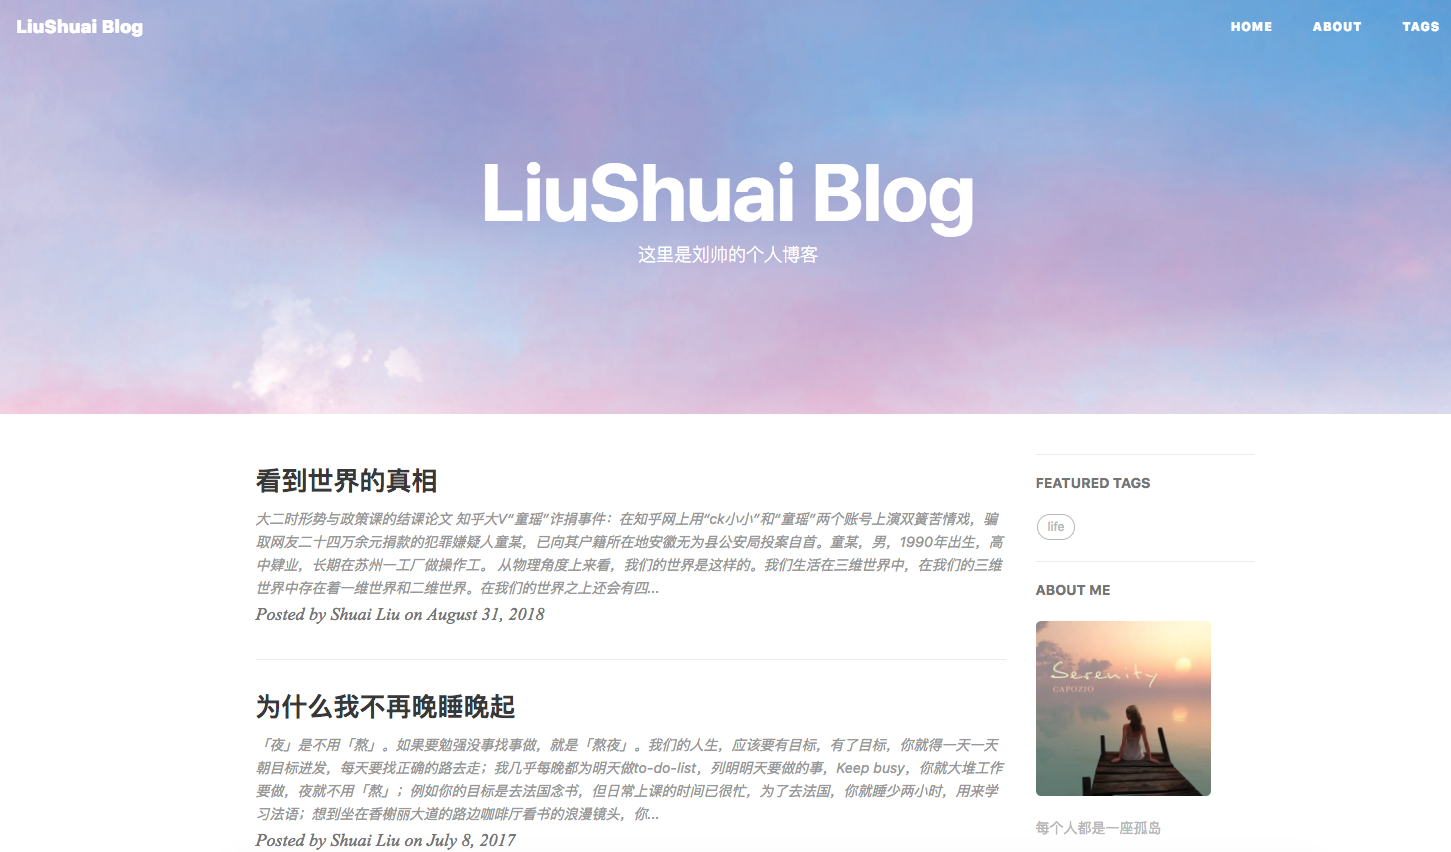 LiuShuai Blog
HOME ABOUT TAGS
LiuShuai Blog
这里是刘帅的个人博客
看到世界的真相
大二时形势与政策课的结课论文 知乎大V“童瑶”诈捐事件：在知乎网上用“ck小小”和“童瑶”两个账号上演双簧苦情戏，骗
取网友二十四万余元捐款的犯罪嫌疑人童某，已向其户籍所在地安徽无为县公安局投案自首。童某，男，1990年出生，高
中肄业，长期在苏州一工厂做操作工。 从物理角度上来看，我们的世界是这样的。我们生活在三维世界中，在我们的三维
世界中存在着一维世界和二维世界。在我们的世界之上还会有四...
Posted by Shuai Liu on August 31, 2018
为什么我不再晚睡晚起
「夜」是不用「熬」。如果要勉强没事找事做，就是「熬夜」。我们的人生，应该要有目标，有了目标，你就得一天一天
朝目标进发，每天要找正确的路去走；我几乎每晚都为明天做to-do-list，列明明天要做的事，Keep busy，你就大堆工作
要做，夜就不用「熬」；例如你的目标是去法国念书，但日常上课的时间已很忙，为了去法国，你就睡少两小时，用来学
习法语；想到坐在香榭丽大道的路边咖啡厅看书的浪漫镜头，你...
Posted by Shuai Liu on July 8, 2017
FEATURED TAGS
life
ABOUT ME
Serenity
CAPOZIO
每个人都是一座孤岛